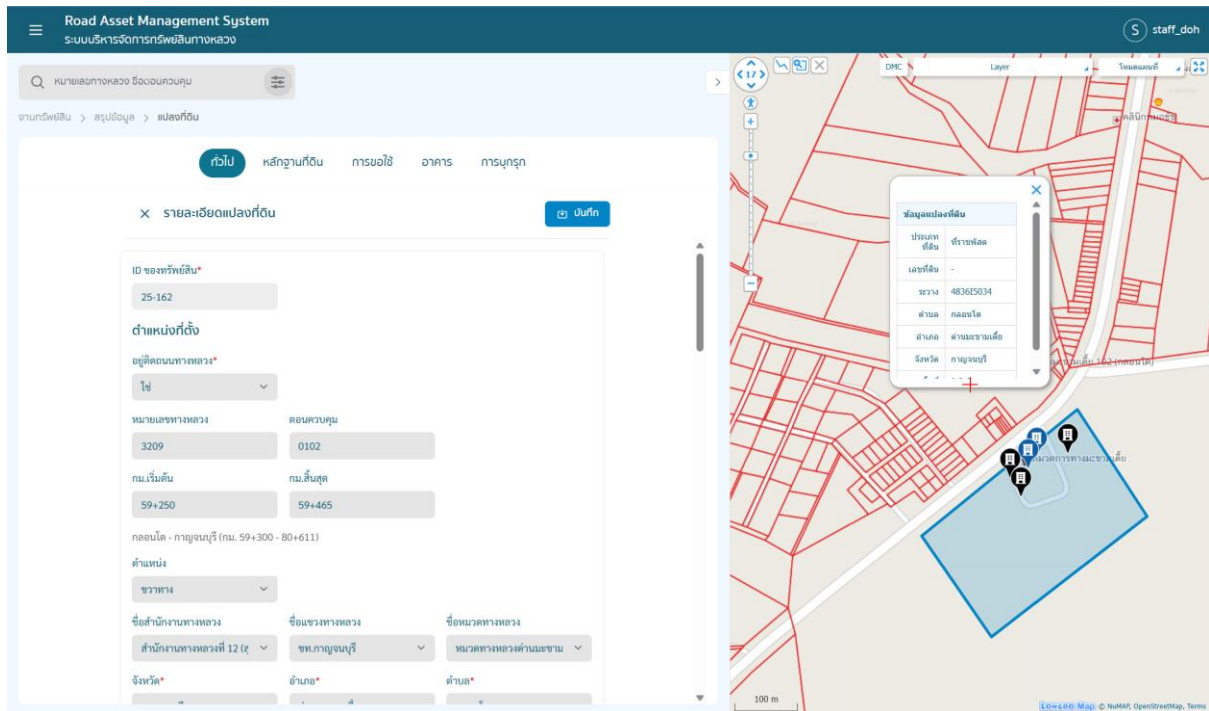 Road Asset Management System
ระบบบริหารจัดการทรัพย์สินทางหลวง
S staff_doh
หมายเลขทางหลวง ชื่อตอนควบคุม
งานทรัพย์สิน > สรุปข้อมูล > แปลงที่ดิน
ทั่วไป หลักฐานที่ดิน การขอใช้ อาคาร การบุกรุก
รายละเอียดแปลงที่ดิน
บันทึก
ID ของทรัพย์สิน*
25-162
ตำแหน่งที่ตั้ง
อยู่ติดถนนทางหลวง*
ใช่
หมายเลขทางหลวง ตอนควบคุม
3209 0102
กม.เริ่มต้น กม.สิ้นสุด
59+250 59+465
กลอนโด - กาญจนบุรี (กม. 59+300 - 80+611)
ตำแหน่ง
ขวาทาง
ชื่อสำนักงานทางหลวง ชื่อแขวงทางหลวง ชื่อหมวดทางหลวง
สำนักงานทางหลวงที่ 12 (ส ขท.กาญจนบุรี หมวดทางหลวงด่านมะขาม
จังหวัด* อำเภอ* ตำบล*
17
DMC Layer โหมดแผนที่
ข้อมูลแปลงที่ดิน
ประเภทที่ดิน ที่ราชพัสดุ
เลขที่ดิน -
ระวาง 4836I5034
ตำบล กลอนโด
อำเภอ ด่านมะขามเตี้ย
จังหวัด กาญจนบุรี
หมวดการทางมะขามเตี้ย
100 m
Longdo Map © NuMAP, OpenStreetMap, Terms